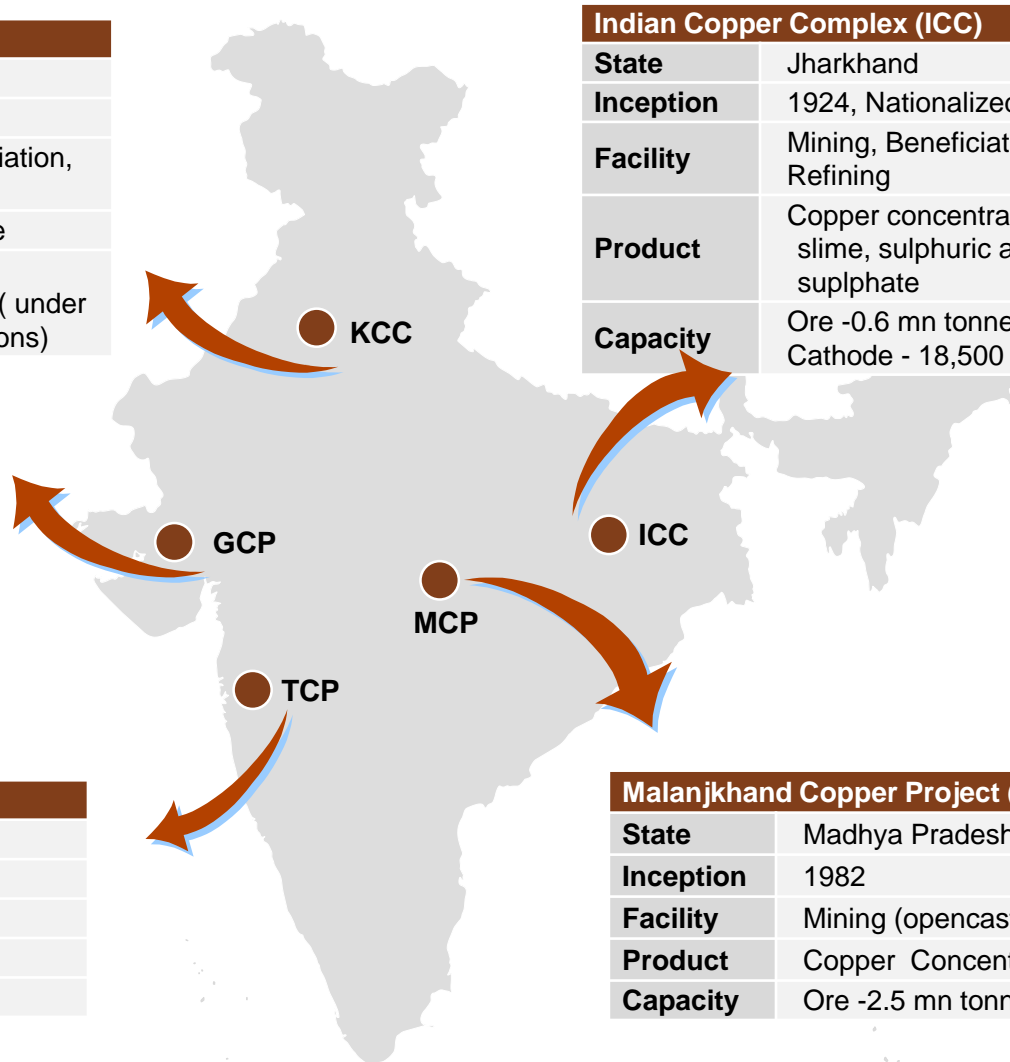 iation,
e
( under
ons)
Indian Copper Complex (ICC)
State Jharkhand
Inception 1924, Nationalized
Facility Mining, Beneficiat
Refining
Product Copper concentra
slime, sulphuric a
suplphate
Capacity Ore -0.6 mn tonne
Cathode - 18,500
KCC
GCP
ICC
MCP
TCP
Malanjkhand Copper Project (
State Madhya Pradesh
Inception 1982
Facility Mining (opencast
Product Copper Concent
Capacity Ore -2.5 mn tonn